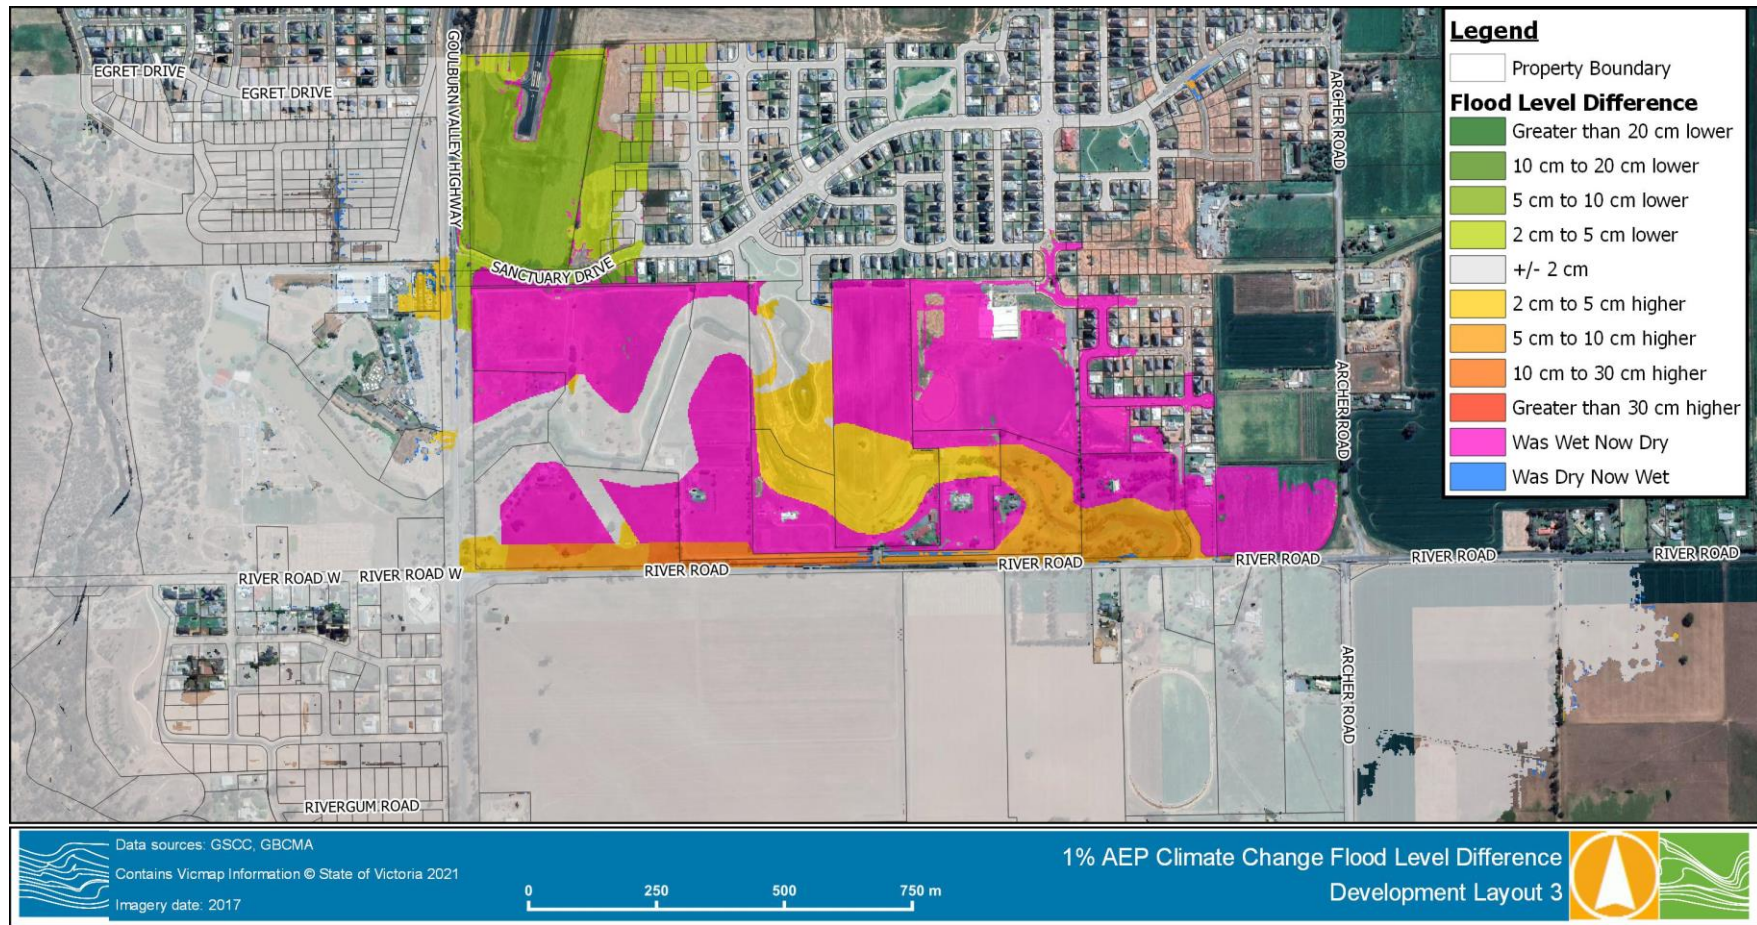 EGRET DRIVE
EGRET DRIVE
GOULBURN VALLEY HIGHWAY
SANCTUARY DRIVE
ARCHER ROAD
ARCHER ROAD
RIVER ROAD W
RIVER ROAD W
RIVER ROAD
RIVER ROAD
RIVER ROAD
RIVER ROAD
RIVER ROAD
ARCHER ROAD
RIVERGUM ROAD
Legend
Property Boundary
Flood Level Difference
Greater than 20 cm lower
10 cm to 20 cm lower
5 cm to 10 cm lower
2 cm to 5 cm lower
+/- 2 cm
2 cm to 5 cm higher
5 cm to 10 cm higher
10 cm to 30 cm higher
Greater than 30 cm higher
Was Wet Now Dry
Was Dry Now Wet
Data sources: GSCC, GBCMA
Contains Vicmap Information © State of Victoria 2021
Imagery date: 2017
0 250 500 750 m
1% AEP Climate Change Flood Level Difference
Development Layout 3